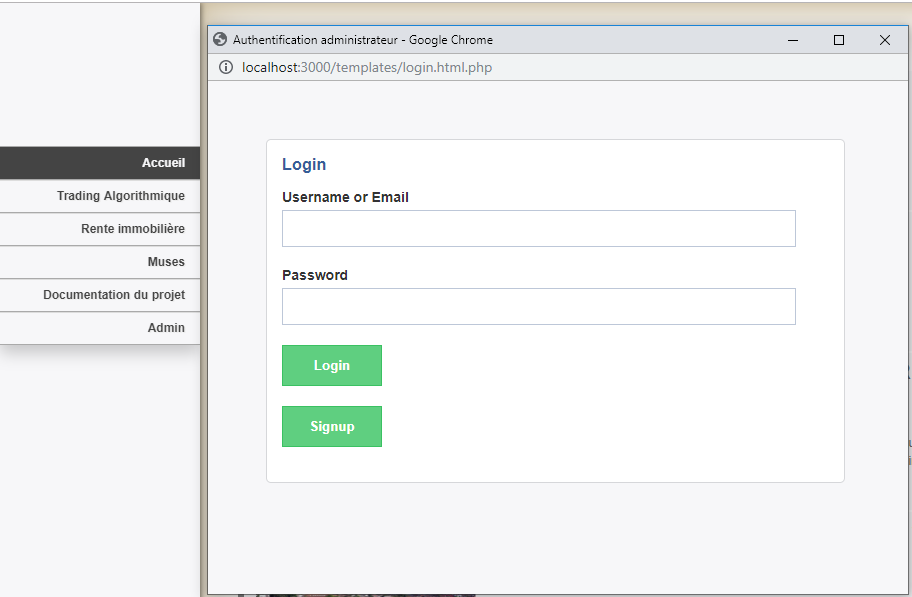 Authentification administrateur - Google Chrome
localhost:3000/templates/login.html.php
Accueil
Trading Algorithmique
Rente immobilière
Muses
Documentation du projet
Admin
Login
Username or Email
Password
Login
Signup